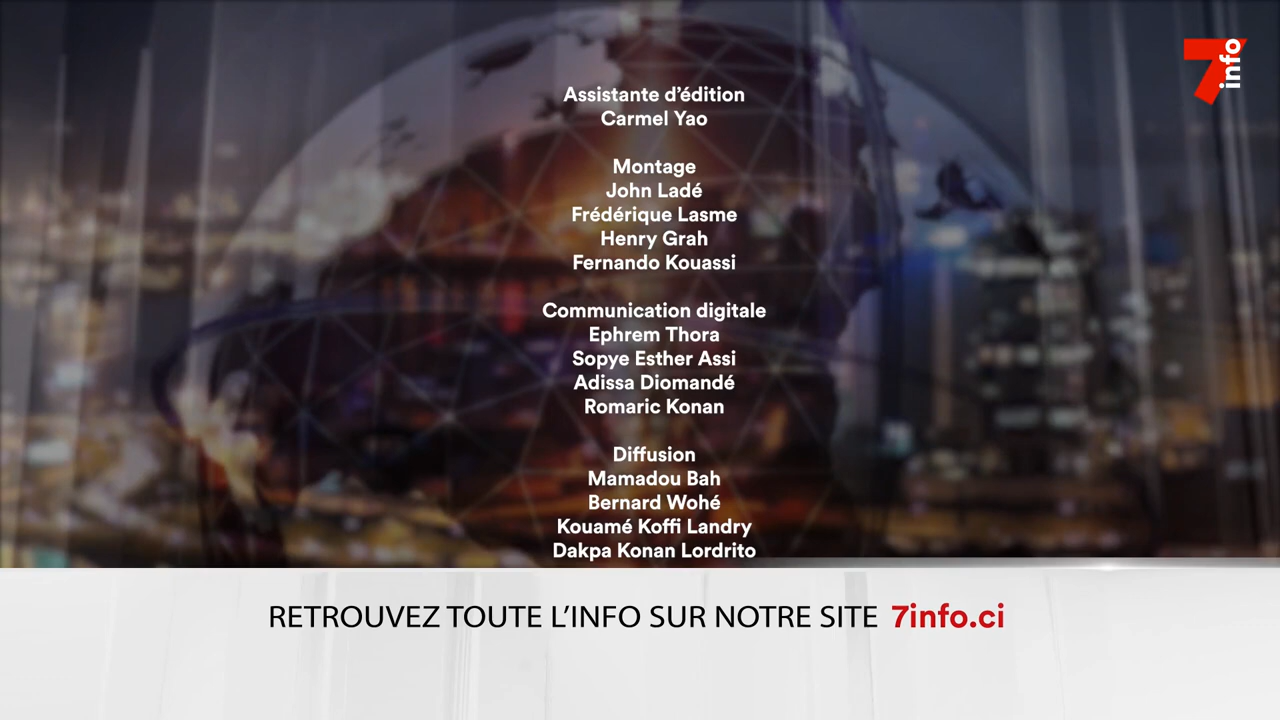 7info
Assistante d'édition
Carmel Yao
Montage
John Ladé
Frédérique Lasme
Henry Grah
Fernando Kouassi
Communication digitale
Ephrem Thora
Sopye Esther Assi
Adissa Diomandé
Romaric Konan
Diffusion
Mamadou Bah
Bernard Wohé
Kouamé Koffi Landry
Dakpa Konan Lordrito
RETROUVEZ TOUTE L'INFO SUR NOTRE SITE 7info.ci